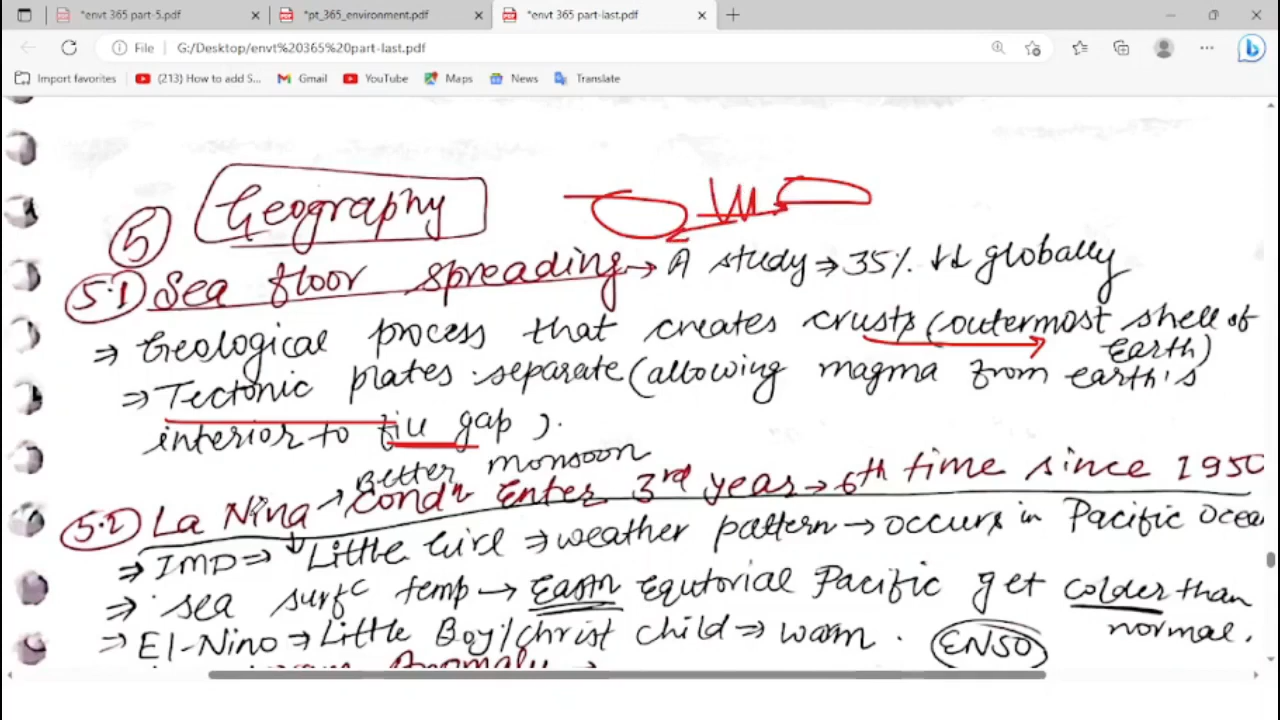 *envt 365 part-5.pdf
*pt_365_environment.pdf
*envt 365 part-last.pdf
File
G:/Desktop/envt%20365%20part-last.pdf
Import favorites
(213) How to add S...
Gmail
YouTube
Maps
News
Translate
5 Geography
5.1 Sea floor spreading → A study ⇒ 35% ↓↓ globally
⇒ Geological process that creates crusts (outermost shell of
Earth)
⇒ Tectonic plates separate (allowing magma from earth's
interior to fill gap).
Better monsoon
5.2 La Nina → Condn Enter 3rd year → 6th time since 1950
⇒ IMD ⇒ Little Girl ⇒ weather pattern → occurs in Pacific Ocea
⇒ sea surfc temp → Eastn Equtorial Pacific get colder than
normal.
⇒ El-Nino ⇒ Little Boy/christ child ⇒ warm. ENSO
Anomaly →